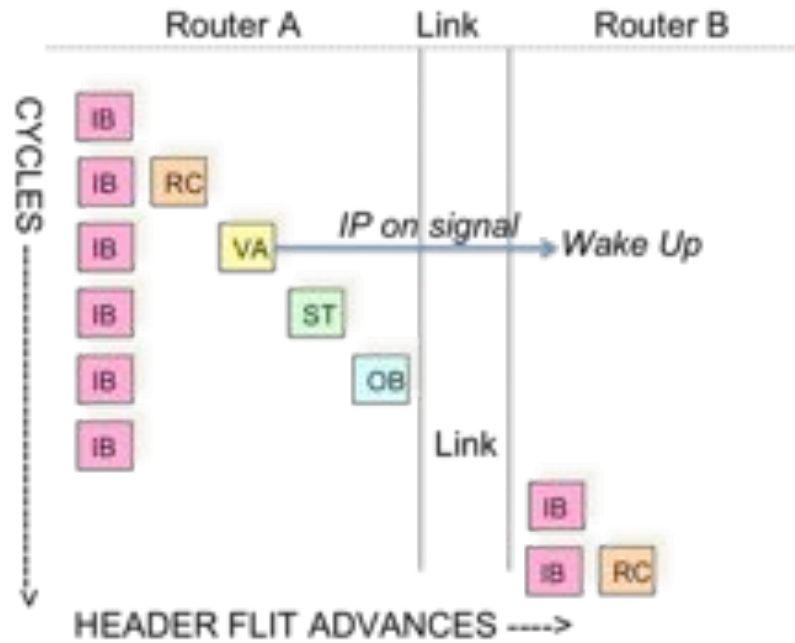 Router A Link Router B
CYCLES
IB
IB RC
IB VA IP on signal Wake Up
IB ST
IB OB
IB Link
IB
IB RC
HEADER FLIT ADVANCES ---->